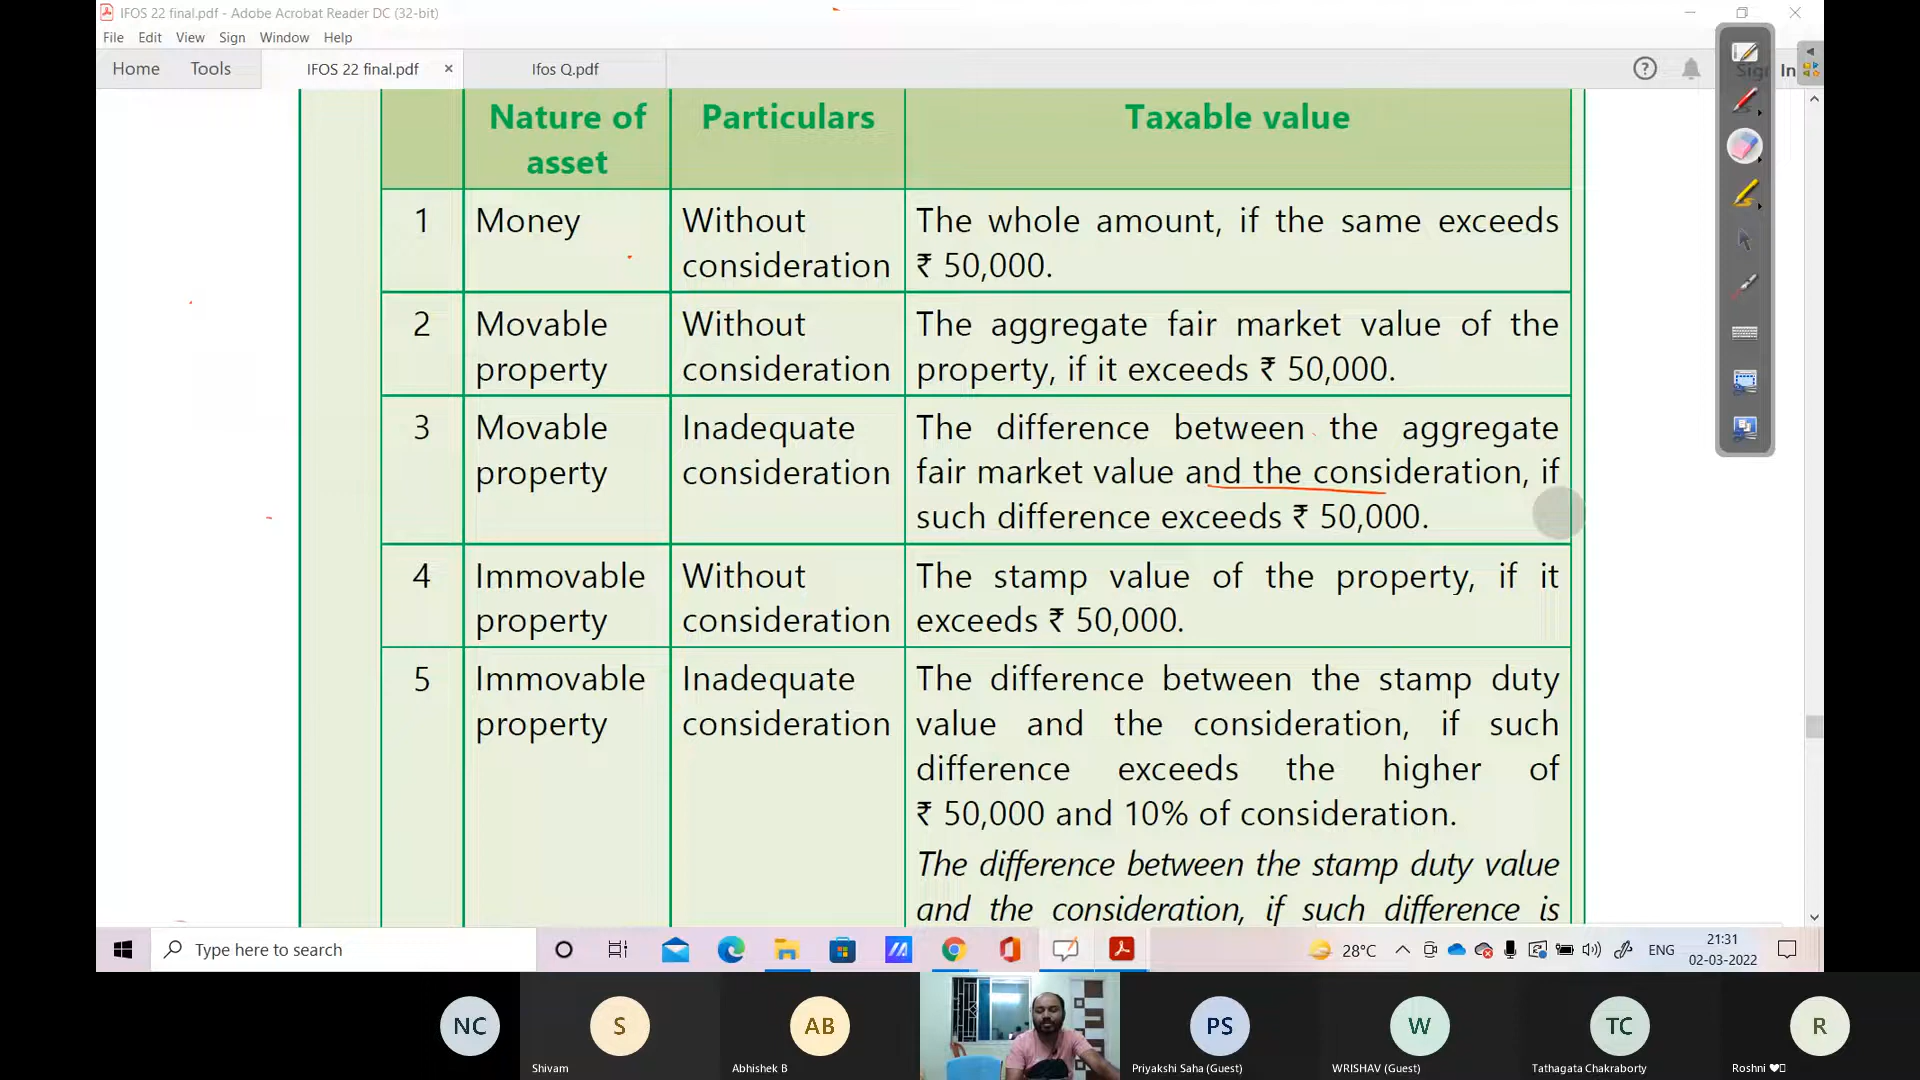 IFOS 22 final.pdf - Adobe Acrobat Reader DC (32-bit)
File Edit View Sign Window Help
Home Tools IFOS 22 final.pdf × Ifos Q.pdf Sign In
Nature of asset Particulars Taxable value
1 Money Without consideration The whole amount, if the same exceeds
₹ 50,000.
2 Movable property Without consideration The aggregate fair market value of the
property, if it exceeds ₹ 50,000.
3 Movable property Inadequate consideration The difference between the aggregate
fair market value and the consideration, if
such difference exceeds ₹ 50,000.
4 Immovable property Without consideration The stamp value of the property, if it
exceeds ₹ 50,000.
5 Immovable property Inadequate consideration The difference between the stamp duty
value and the consideration, if such
difference exceeds the higher of
₹ 50,000 and 10% of consideration.
The difference between the stamp duty value
and the consideration, if such difference is
Type here to search 28°C ENG 21:31
02-03-2022
NC S AB PS W TC R
Shivam Abhishek B Priyakshi Saha (Guest) WRISHAV (Guest) Tathagata Chakraborty Roshni